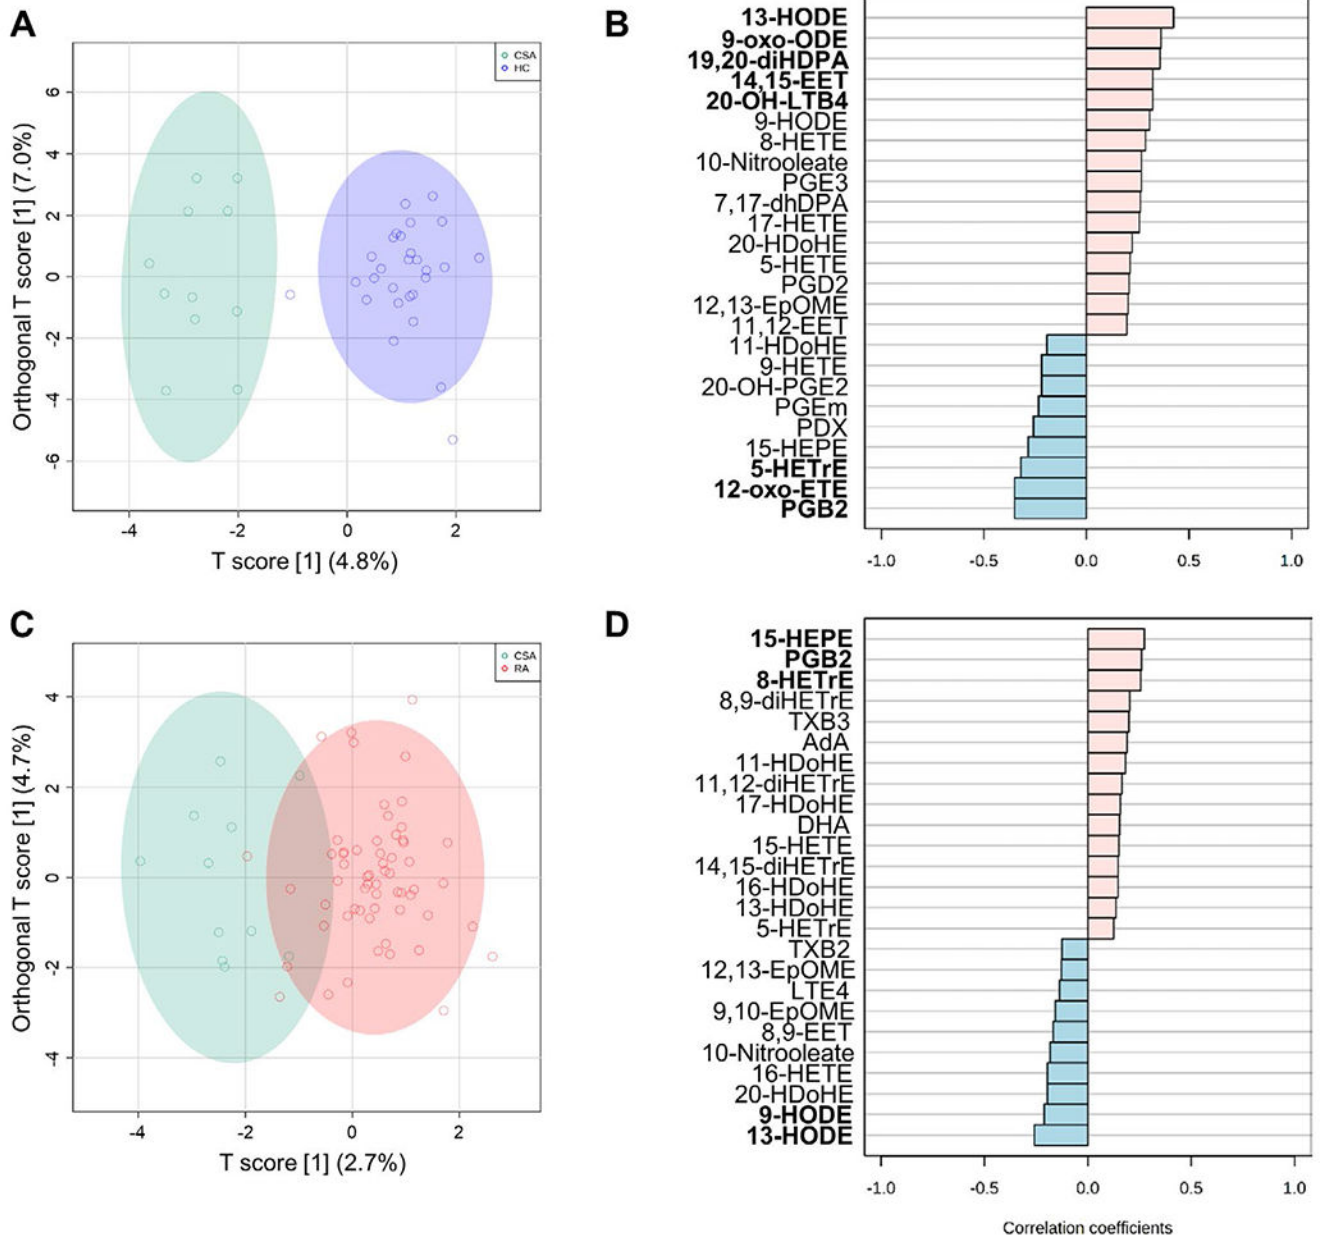 A
CSA
HC
6
4
2
0
-2
-4
-6
Orthogonal T score [1] (7.0%)
-4
-2
0
2
T score [1] (4.8%)
B
13-HODE
9-oxo-ODE
19,20-diHDPA
14,15-EET
20-OH-LTB4
9-HODE
8-HETE
10-Nitrooleate
PGE3
7,17-dhDPA
17-HETE
20-HDoHE
5-HETE
PGD2
12,13-EpOME
11,12-EET
11-HDoHE
9-HETE
20-OH-PGE2
PGEm
PDX
15-HEPE
5-HETrE
12-oxo-ETE
PGB2
-1.0
-0.5
0.0
0.5
1.0
C
CSA
RA
4
2
0
-2
-4
Orthogonal T score [1] (4.7%)
-4
-2
0
2
T score [1] (2.7%)
D
15-HEPE
PGB2
8-HETrE
8,9-diHETrE
TXB3
AdA
11-HDoHE
11,12-diHETrE
17-HDoHE
DHA
15-HETE
14,15-diHETrE
16-HDoHE
13-HDoHE
5-HETrE
TXB2
12,13-EpOME
LTE4
9,10-EpOME
8,9-EET
10-Nitrooleate
16-HETE
20-HDoHE
9-HODE
13-HODE
-1.0
-0.5
0.0
0.5
1.0
Correlation coefficients